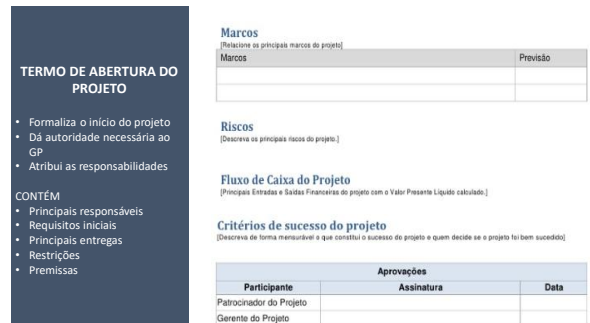 TERMO DE ABERTURA DO
PROJETO
• Formaliza o início do projeto
• Dá autoridade necessária ao
GP
• Atribui as responsabilidades
CONTÉM
• Principais responsáveis
• Requisitos iniciais
• Principais entregas
• Restrições
• Premissas
Marcos
[Relacione os principais marcos do projeto]
Marcos Previsão
Riscos
[Descreva os principais riscos do projeto.]
Fluxo de Caixa do Projeto
[Principais Entradas e Saídas Financeiras do projeto com o Valor Presente Líquido calculado.]
Critérios de sucesso do projeto
[Descreva de forma mensurável o que constitui o sucesso do projeto e quem decide se o projeto foi bem sucedido]
Aprovações
Participante Assinatura Data
Patrocinador do Projeto
Gerente do Projeto